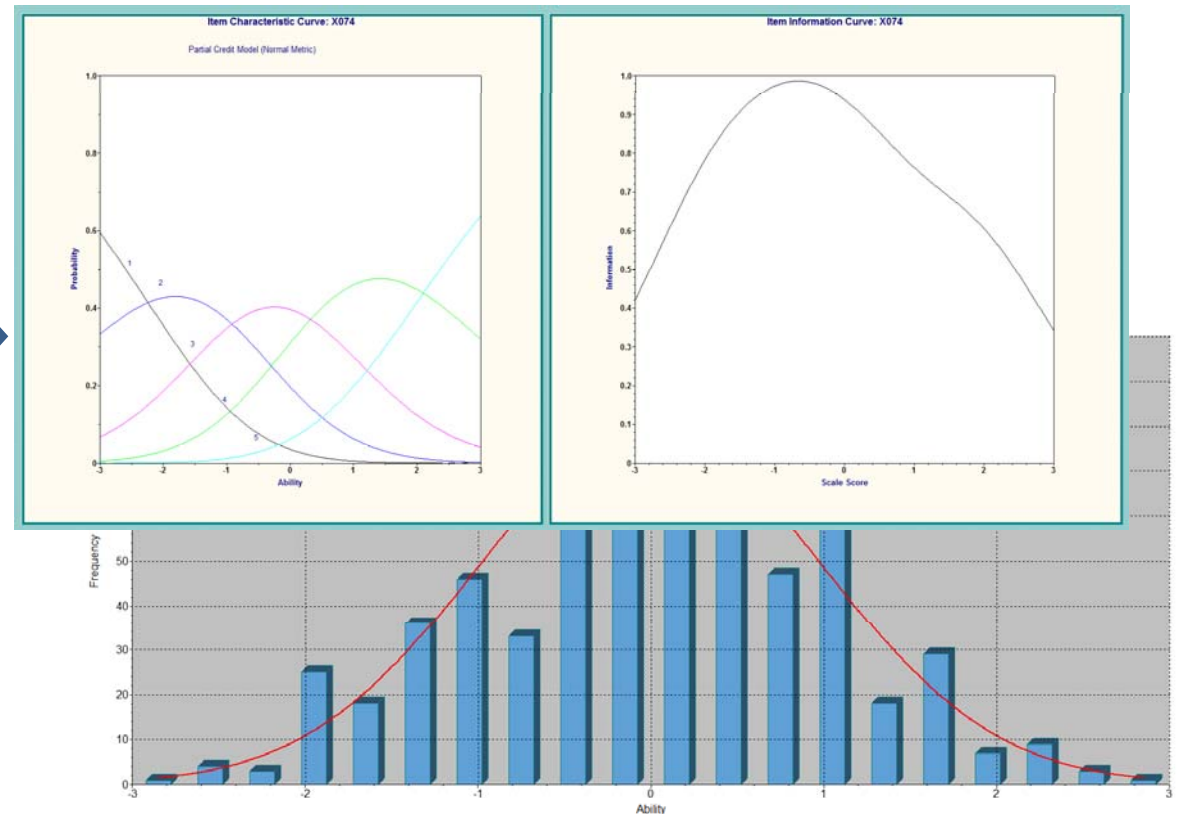 Item Characteristic Curve: X074
Partial Credit Model (Normal Metric)
1.0
0.8
0.6
0.4
0.2
0
Probability
1
2
3
4
5
-3 -2 -1 0 1 2 3
Ability
Item Information Curve: X074
1.0
0.9
0.8
0.7
0.6
0.5
0.4
0.3
0.2
0.1
0
Information
-3 -2 -1 0 1 2 3
Scale Score
Frequency
50
40
30
20
10
0
-3 -2 -1 0 1 2 3
Ability